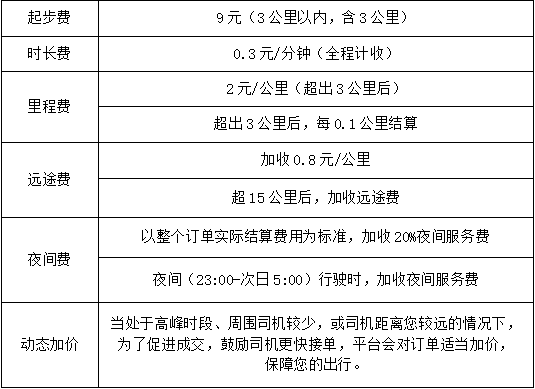 起步费
9元（3公里以内，含3公里）
时长费
0.3元/分钟（全程计收）
里程费
2元/公里（超出3公里后）
超出3公里后，每0.1公里结算
远途费
加收0.8元/公里
超15公里后，加收远途费
夜间费
以整个订单实际结算费用为标准，加收20%夜间服务费
夜间（23:00-次日5:00）行驶时，加收夜间服务费
动态加价
当处于高峰时段、周围司机较少，或司机距离您较远的情况下，
为了促进成交，鼓励司机更快接单，平台会对订单适当加价，
保障您的出行。